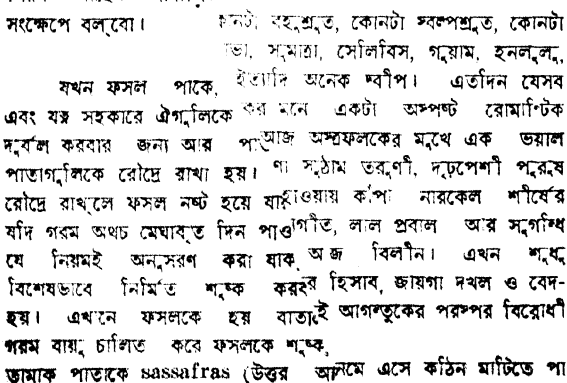 সংক্ষেপে বল্‌বো।
যখন ফসল পাকে,
এবং যত্ন সহকারে ঐগুলিকে
দুর্বল করবার জন্য আর
পাতাগুলিকে রৌদ্রে রাখা হয়।
রৌদ্রে রাখ্‌লে ফসল নষ্ট হয়ে
যদি গরম অথচ মেঘাবৃত দিন
যে নিয়মই অনুসরণ করা যাক
বিশেষভাবে নির্মিত শুষ্ক
হয়। এখানে ফসলকে হয়
গরম বায়ু চালিত করে ফসলকে শুষ্ক
তামাক পাতাকে sassafras (উত্তর
কোনটা বহুশ্রুত, কোনটা স্বল্পশ্রুত, কোনটা
সুমাত্রা, সেলিবিস, গুয়াম, হনলুলু,
ইত্যাদি অনেক দ্বীপ। এতদিন যেসব
মনে একটা অস্পষ্ট রোমাণ্টিক
আজ অস্ত্রফলকের মুখে এক ভয়াল
সুঠাম তরুণী, দৃঢ়পেশী পুরুষ
হাওয়ায় কাঁপা নারকেল শীর্ষের
লাল প্রবাল আর সুগন্ধি
আজ বিলীন। এখন শুধু
হিসাব, জায়গা দখল ও বেদ-
আগন্তুকের পরস্পর বিরোধী
এসে কঠিন মাটিতে পা